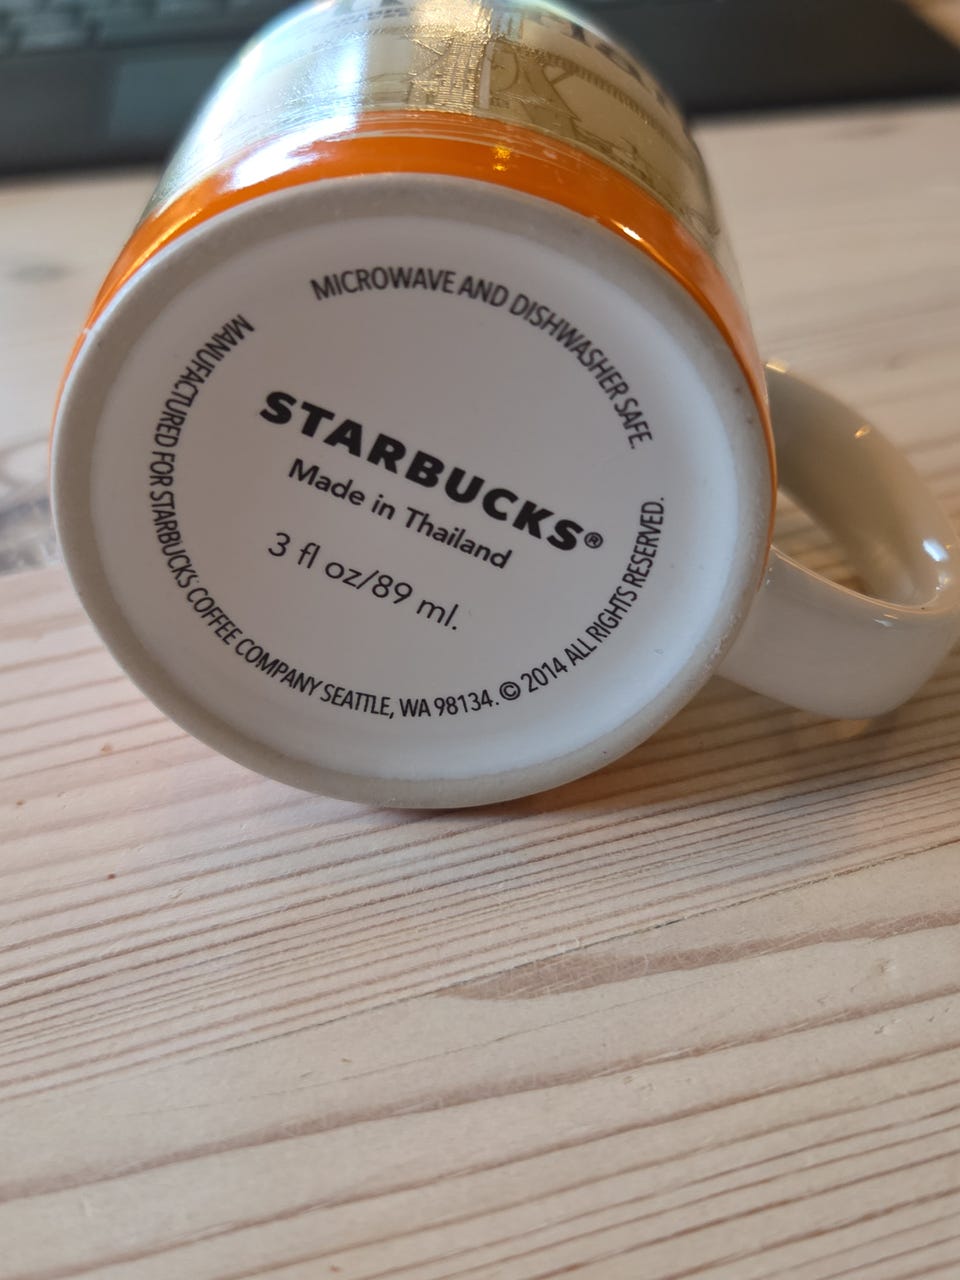 MICROWAVE AND DISHWASHER SAFE.
STARBUCKS®
Made in Thailand
3 fl oz/89 ml.
MANUFACTURED FOR STARBUCKS COFFEE COMPANY SEATTLE, WA 98134. © 2014 ALL RIGHTS RESERVED.